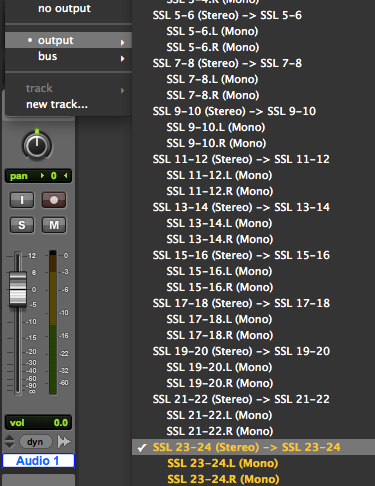 no output
• output
bus
track
new track...
pan ▸ 0 ◂
I
S M
12
6
0
-5
-10
-15
-20
-30
-40
-60
-90
-∞
0
-3
-6
-10
-16
-22
-32
-60
vol 0.0
dyn
Audio 1
SSL 5-6 (Stereo) -> SSL 5-6
SSL 5-6.L (Mono)
SSL 5-6.R (Mono)
SSL 7-8 (Stereo) -> SSL 7-8
SSL 7-8.L (Mono)
SSL 7-8.R (Mono)
SSL 9-10 (Stereo) -> SSL 9-10
SSL 9-10.L (Mono)
SSL 9-10.R (Mono)
SSL 11-12 (Stereo) -> SSL 11-12
SSL 11-12.L (Mono)
SSL 11-12.R (Mono)
SSL 13-14 (Stereo) -> SSL 13-14
SSL 13-14.L (Mono)
SSL 13-14.R (Mono)
SSL 15-16 (Stereo) -> SSL 15-16
SSL 15-16.L (Mono)
SSL 15-16.R (Mono)
SSL 17-18 (Stereo) -> SSL 17-18
SSL 17-18.L (Mono)
SSL 17-18.R (Mono)
SSL 19-20 (Stereo) -> SSL 19-20
SSL 19-20.L (Mono)
SSL 19-20.R (Mono)
SSL 21-22 (Stereo) -> SSL 21-22
SSL 21-22.L (Mono)
SSL 21-22.R (Mono)
✓ SSL 23-24 (Stereo) -> SSL 23-24
SSL 23-24.L (Mono)
SSL 23-24.R (Mono)